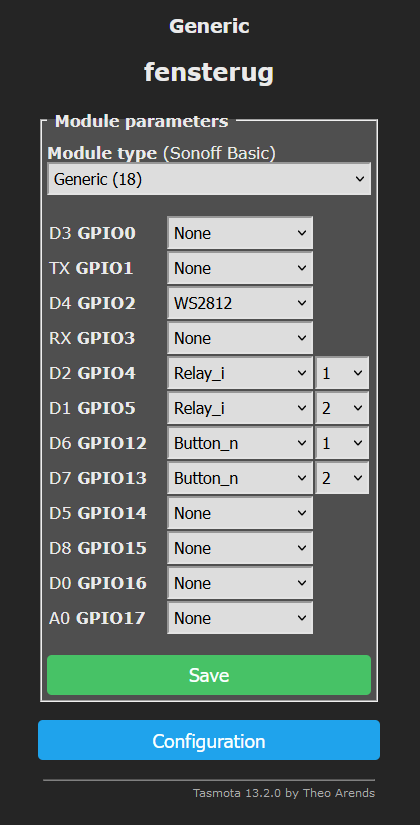 Generic
fensterug
Module parameters
Module type (Sonoff Basic)
Generic (18)
D3 GPIO0 None
TX GPIO1 None
D4 GPIO2 WS2812
RX GPIO3 None
D2 GPIO4 Relay_i 1
D1 GPIO5 Relay_i 2
D6 GPIO12 Button_n 1
D7 GPIO13 Button_n 2
D5 GPIO14 None
D8 GPIO15 None
D0 GPIO16 None
A0 GPIO17 None
Save
Configuration
Tasmota 13.2.0 by Theo Arends